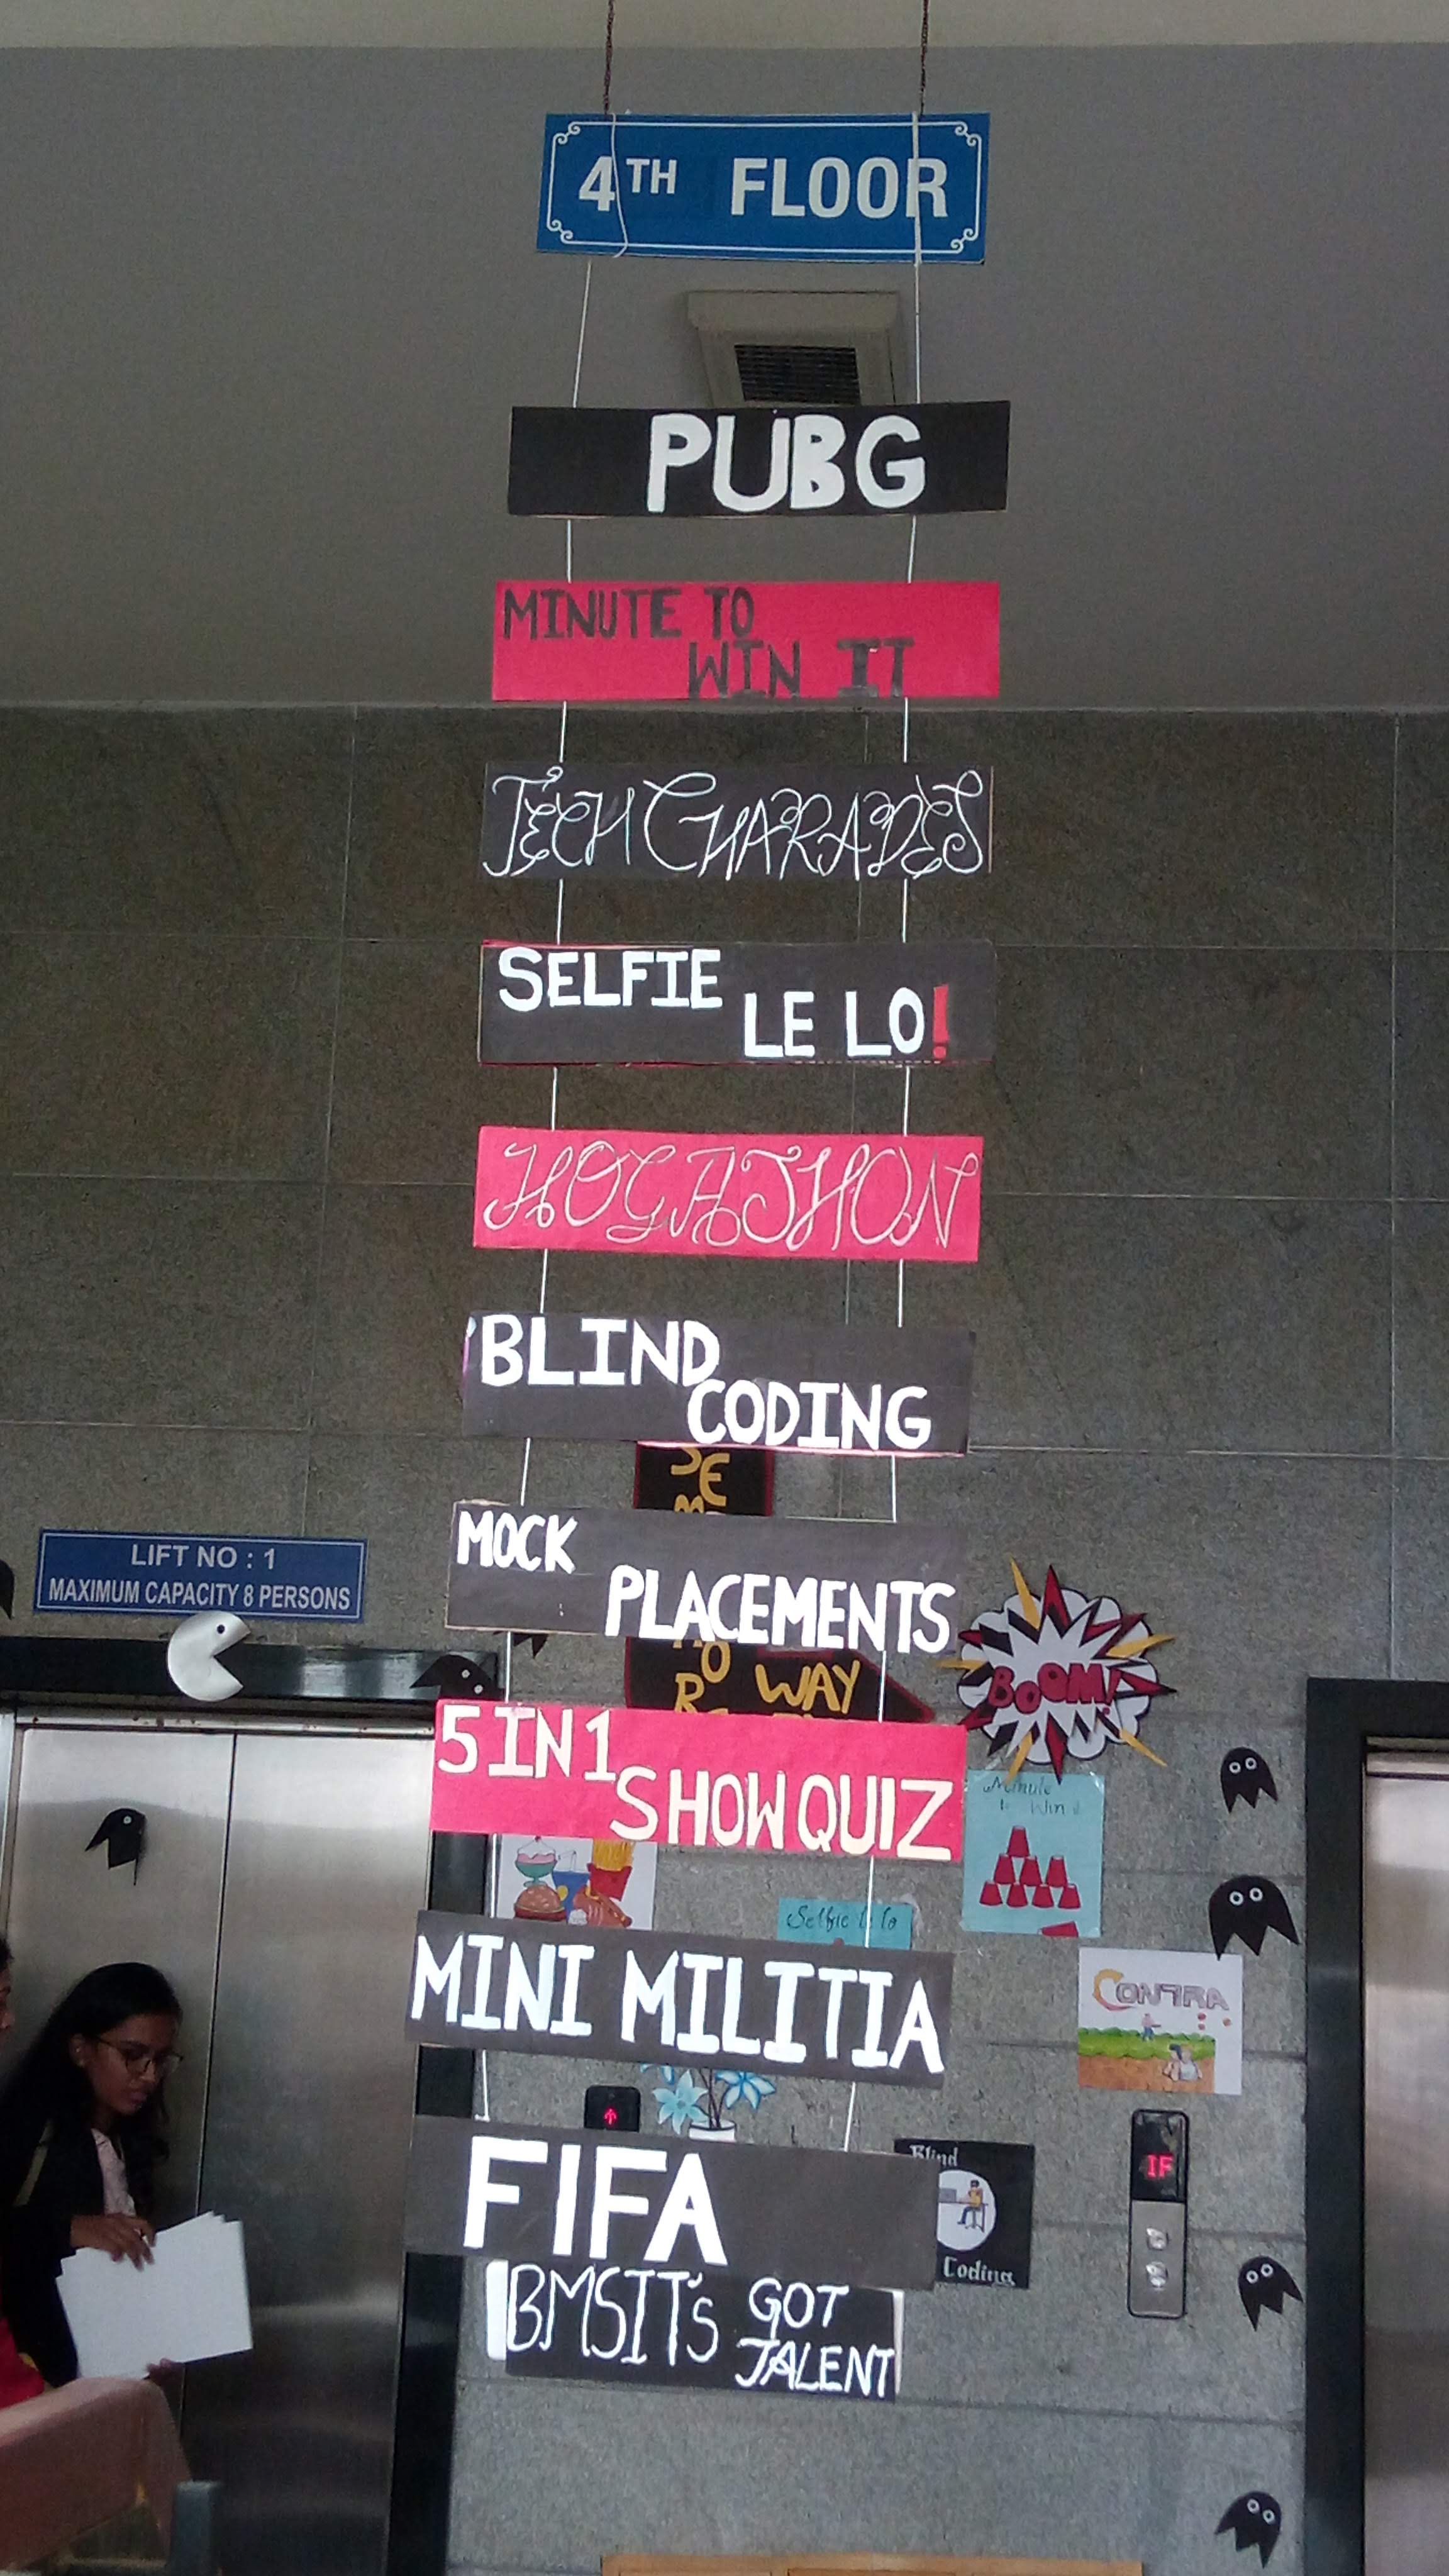 4TH FLOOR
PUBG
MINUTE TO
WIN IT
TECH CHARADES
SELFIE
LE LO!
HOGATHON
BLIND
CODING
SE
MOCK
PLACEMENTS
LIFT NO : 1
MAXIMUM CAPACITY 8 PERSONS
WAY
BOOM!
5 IN 1
SHOW QUIZ
Minute
to Win it
Selfie le lo
MINI MILITIA
CONTRA
FIFA
Blind
Coding
1F
BMSIT's GOT
TALENT